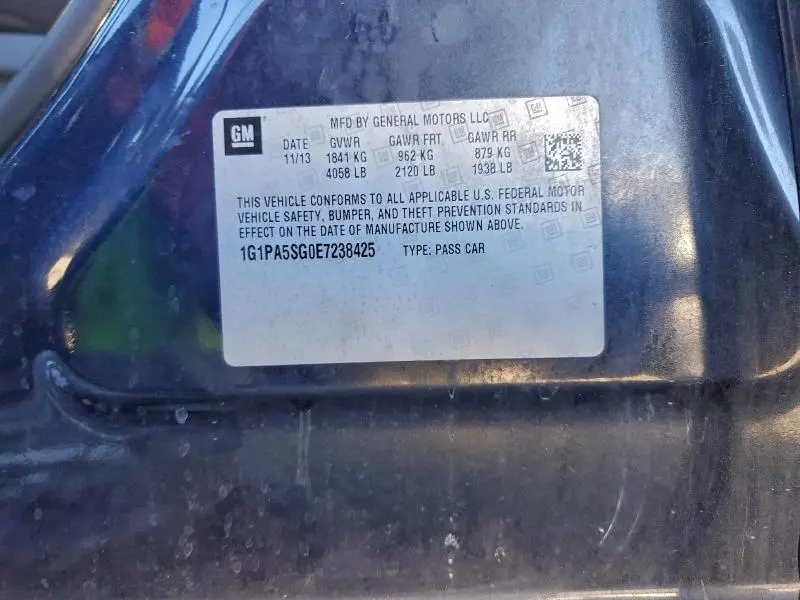 GM
MFD BY GENERAL MOTORS LLC
DATE GVWR GAWR FRT GAWR RR
11/13 1841 KG 962 KG 879 KG
4058 LB 2120 LB 1938 LB
THIS VEHICLE CONFORMS TO ALL APPLICABLE U.S. FEDERAL MOTOR
VEHICLE SAFETY, BUMPER, AND THEFT PREVENTION STANDARDS IN
EFFECT ON THE DATE OF MANUFACTURE SHOWN ABOVE.
1G1PA5SG0E7238425 TYPE: PASS CAR